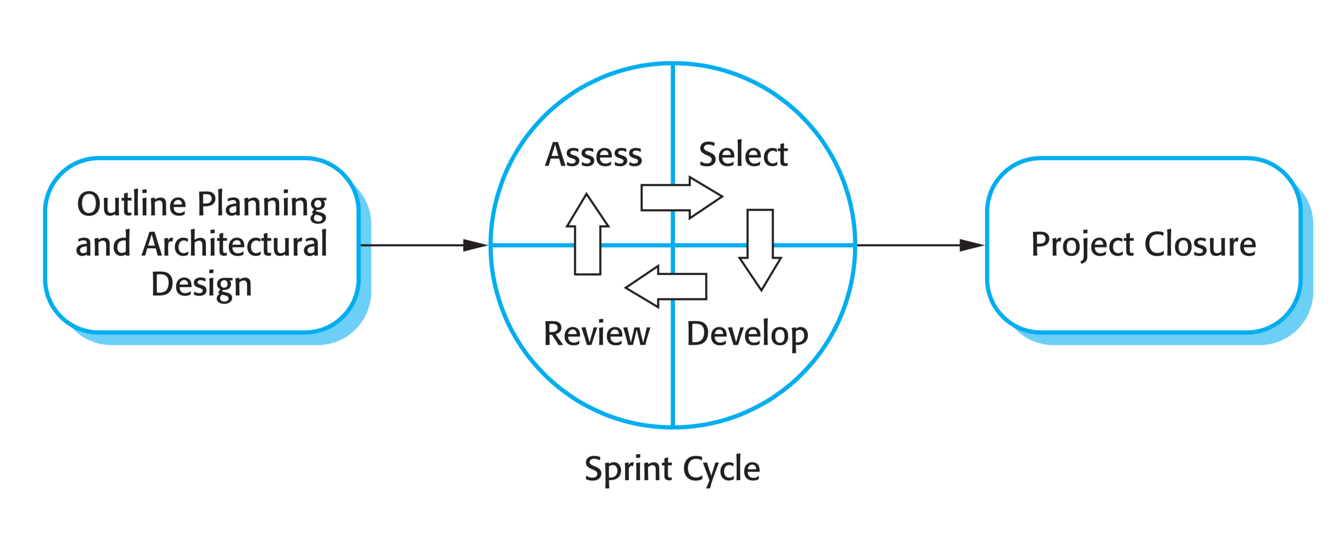 Outline Planning
and Architectural
Design
Assess
Select
Review
Develop
Sprint Cycle
Project Closure